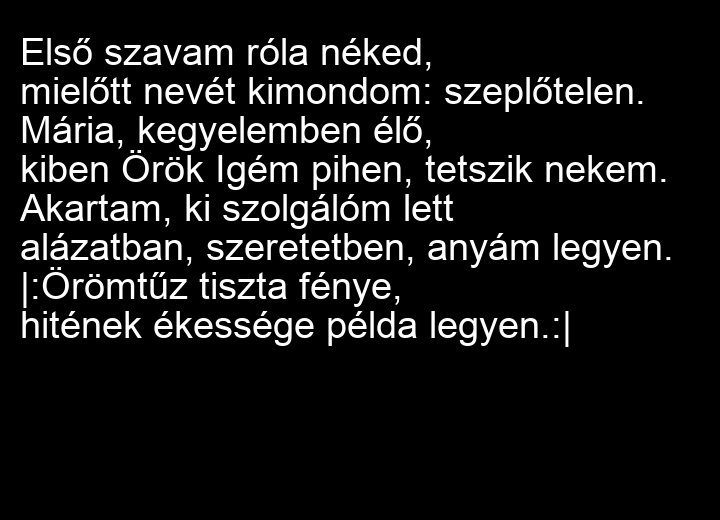 Első szavam róla néked,
mielőtt nevét kimondom: szeplőtelen.
Mária, kegyelemben élő,
kiben Örök Igém pihen, tetszik nekem.
Akartam, ki szolgálóm lett
alázatban, szeretetben, anyám legyen.
|:Örömtűz tiszta fénye,
hitének ékessége példa legyen.:|